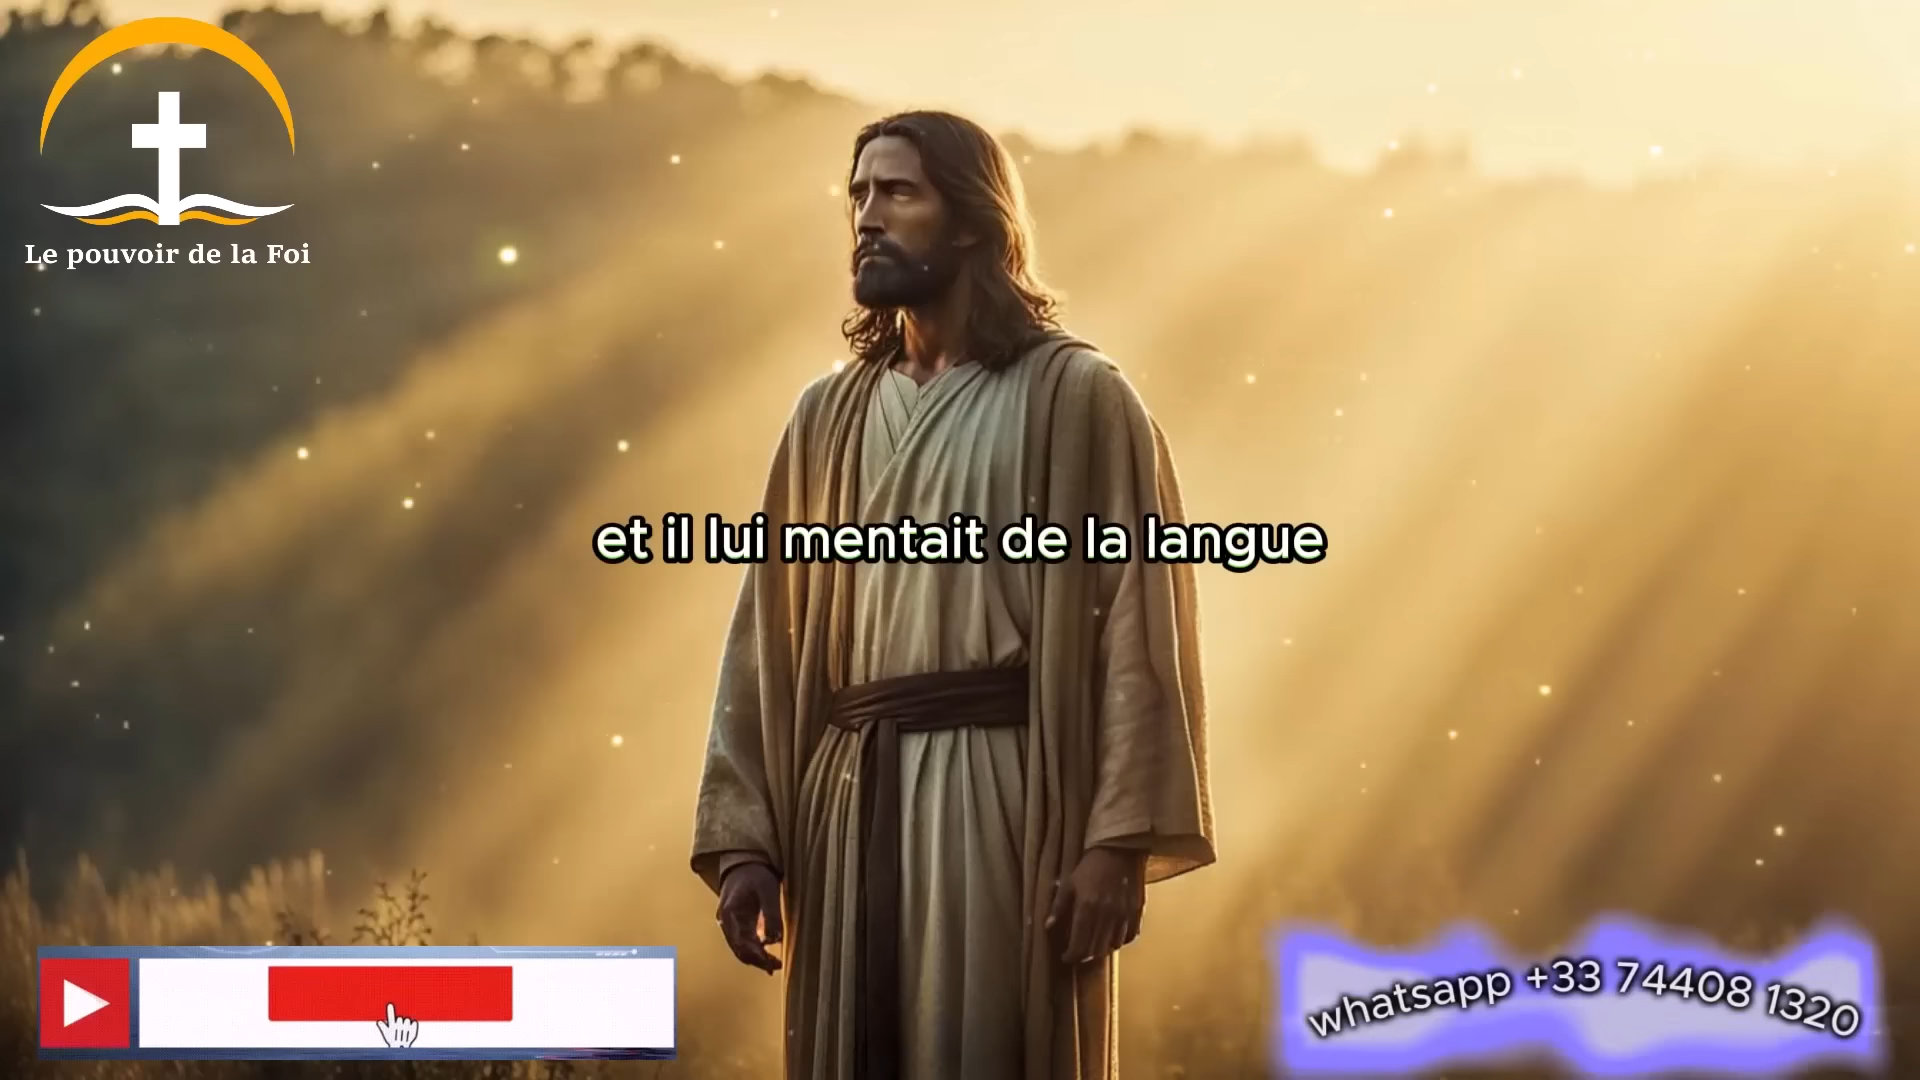 Le pouvoir de la Foi
et il lui mentait de la langue
whatsapp +33 74408 1320